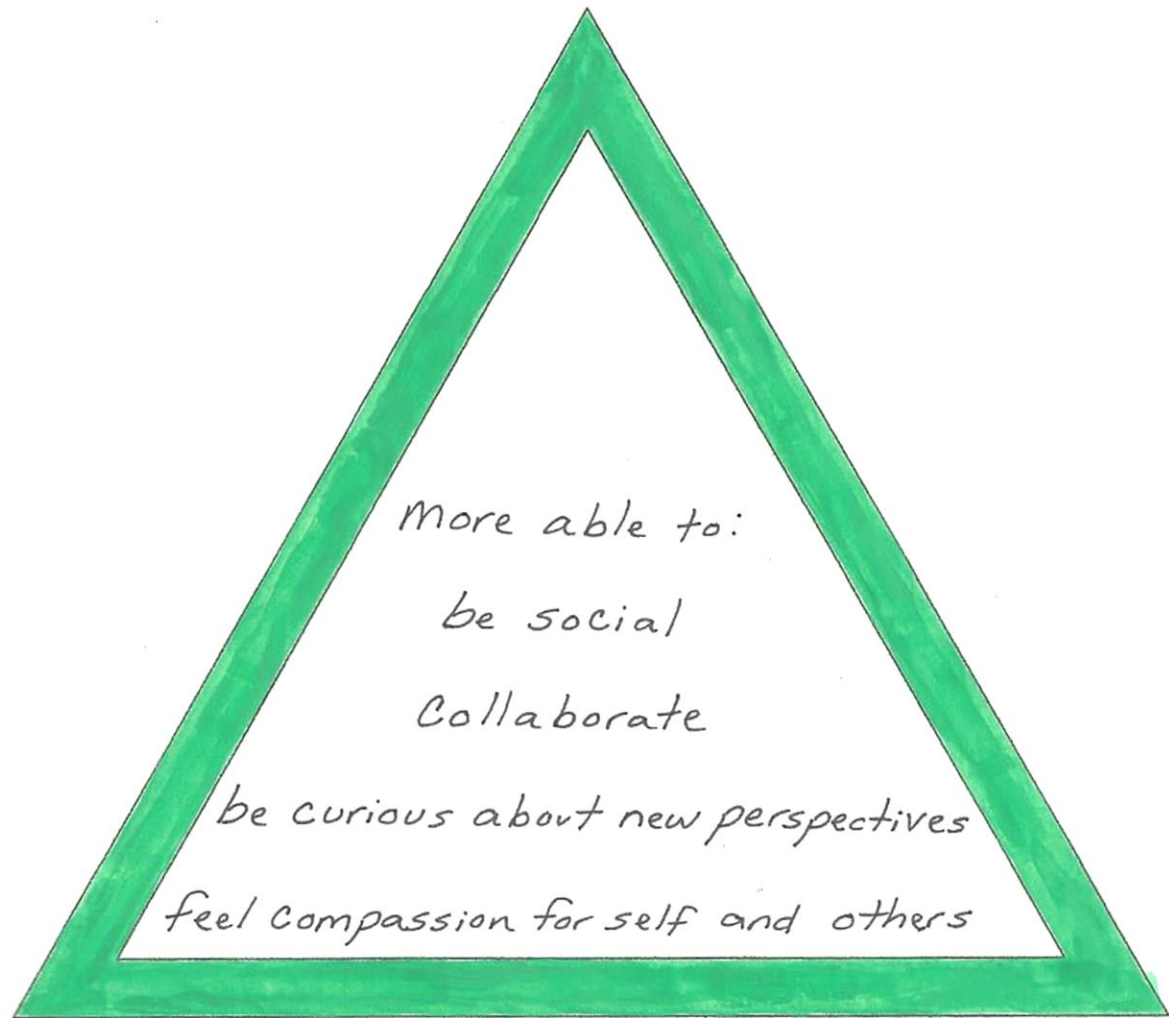 more able to:
be social
Collaborate
be curious about new perspectives
feel compassion for self and others